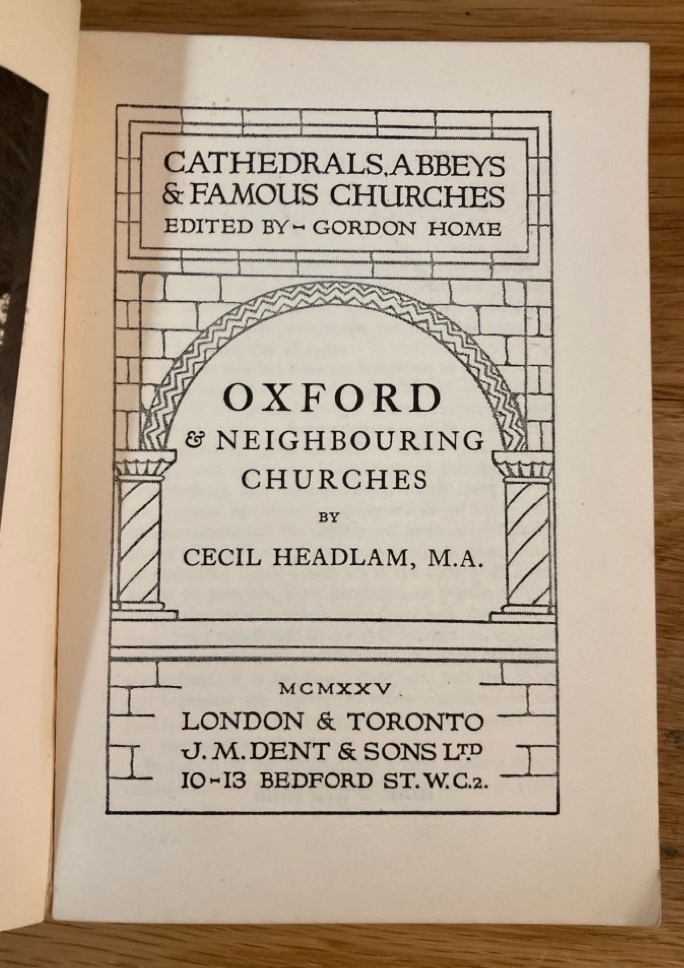 CATHEDRALS, ABBEYS
& FAMOUS CHURCHES
EDITED BY - GORDON HOME
OXFORD
& NEIGHBOURING
CHURCHES
BY
CECIL HEADLAM, M.A.
MCMXXV
LONDON & TORONTO
J. M. DENT & SONS LTD
10-13 BEDFORD ST. W.C.2.